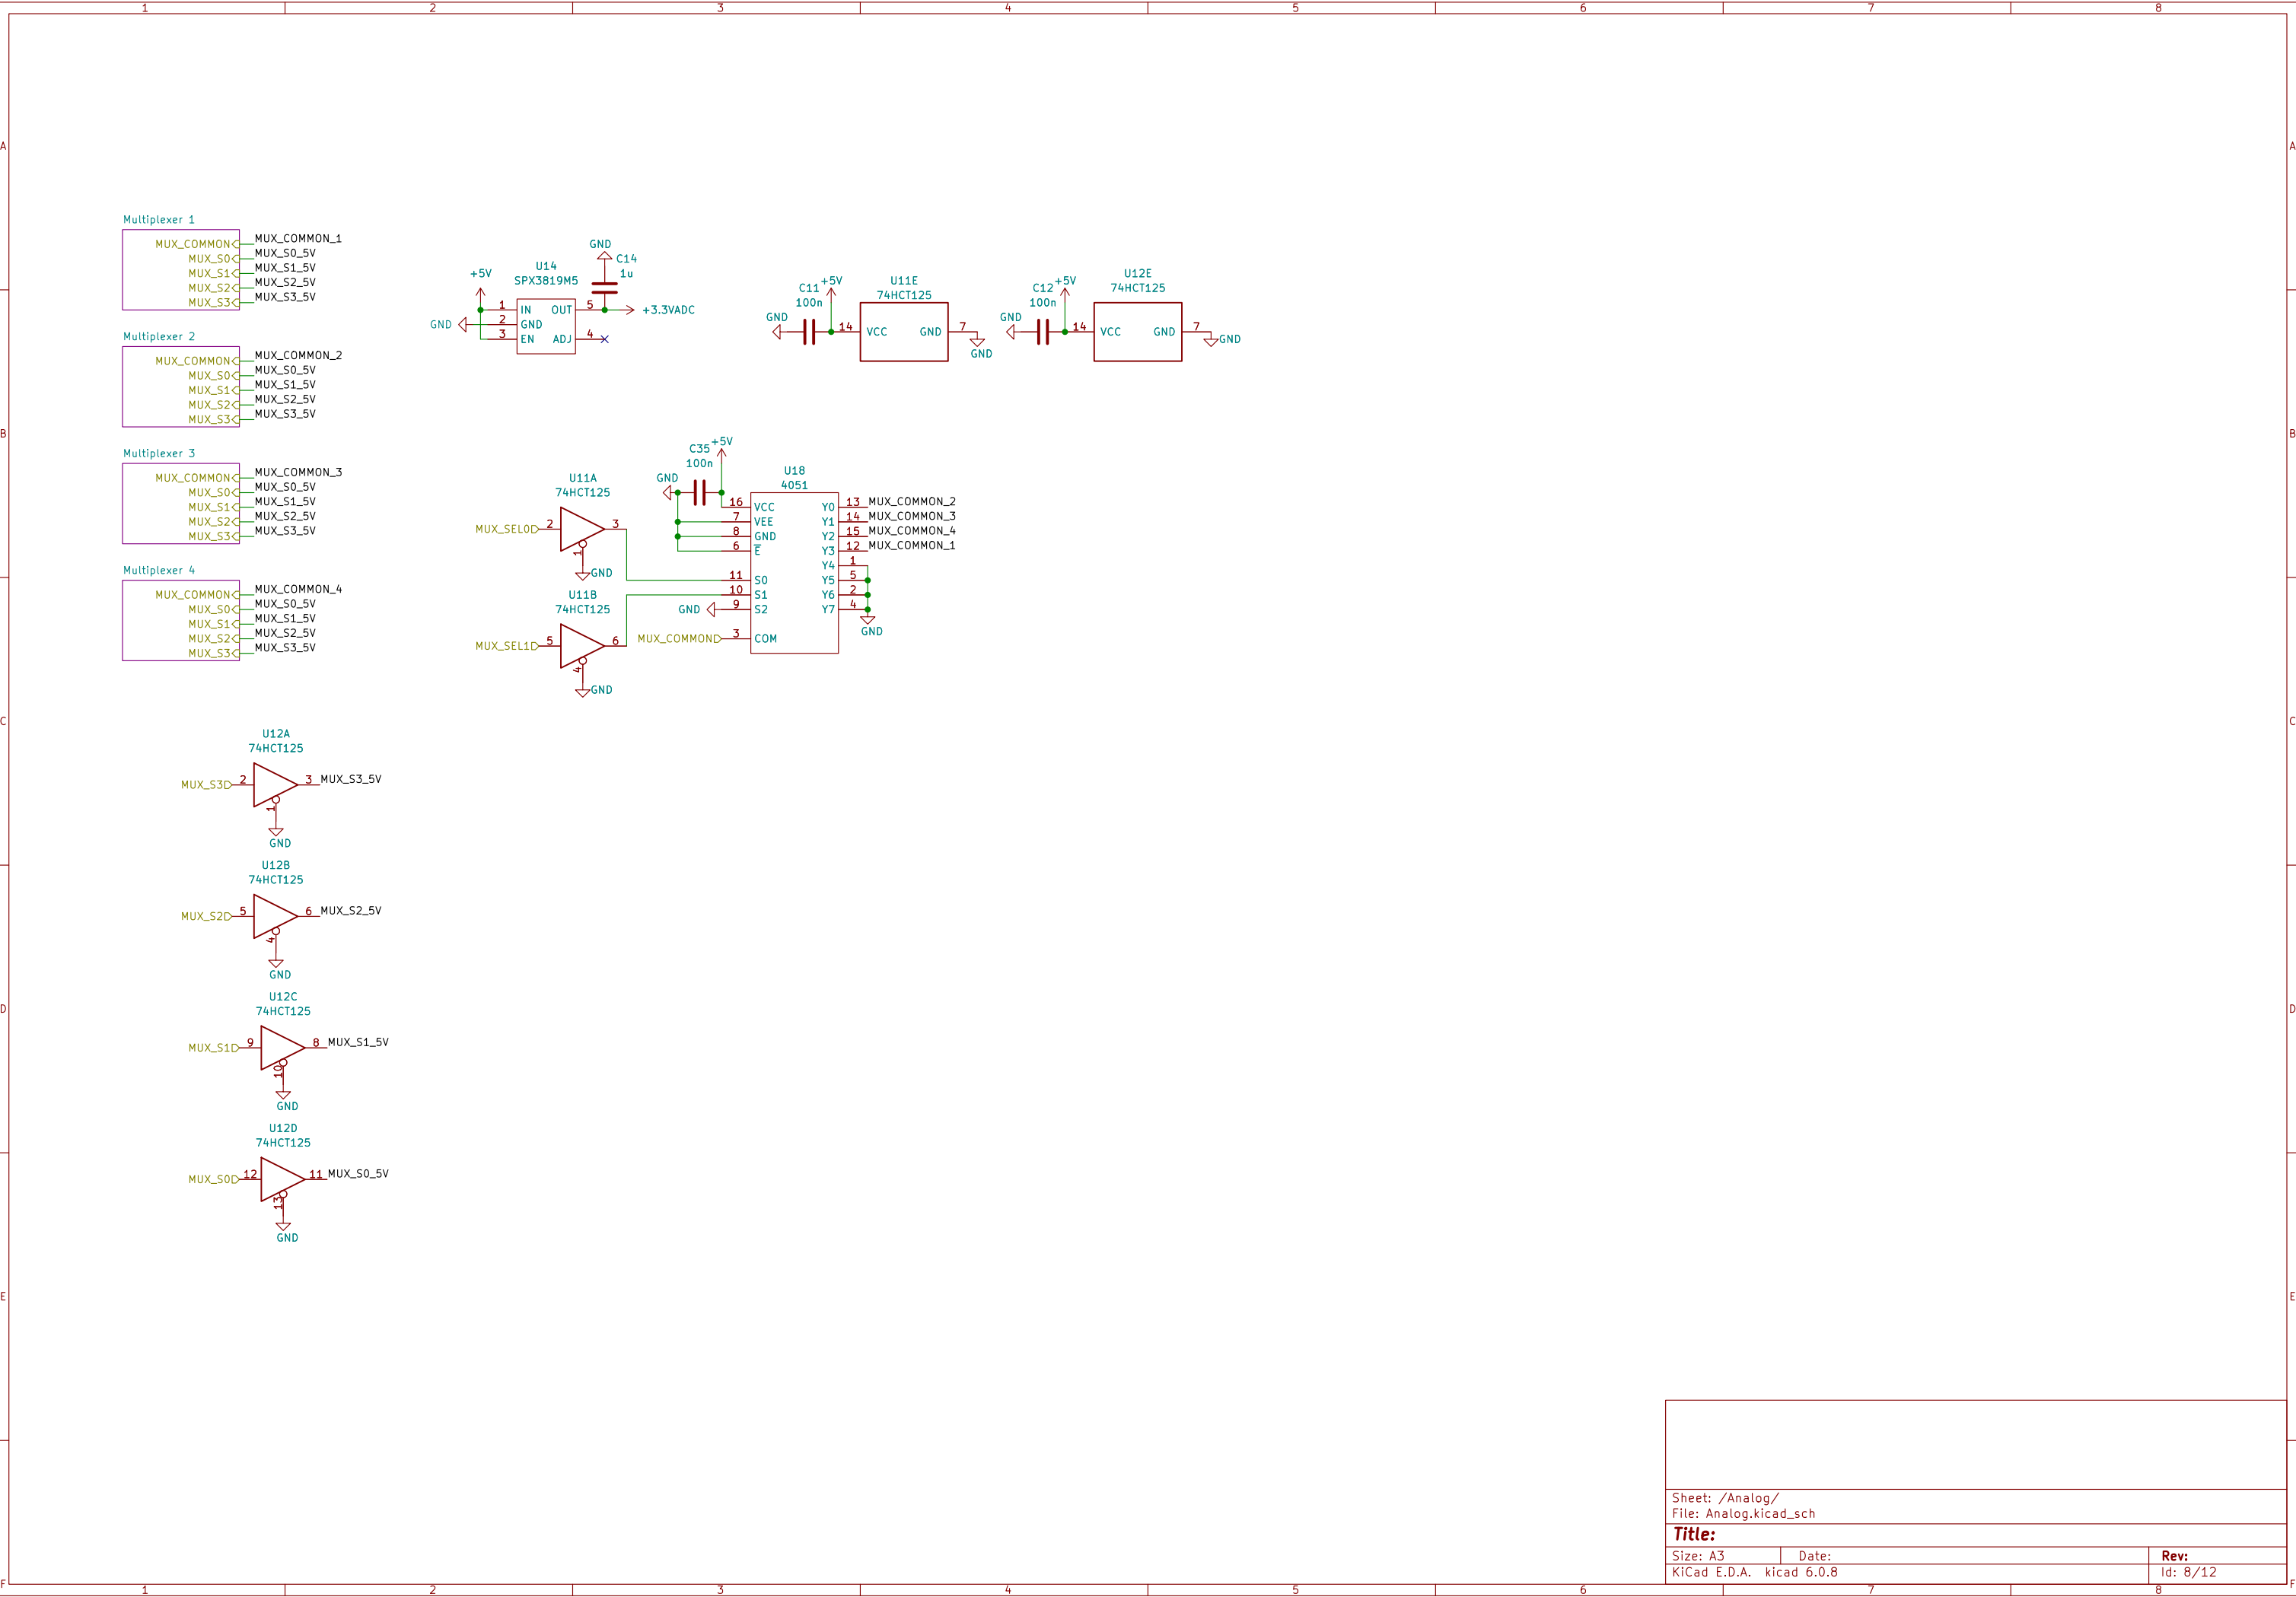 1 2 3 4 5 6 7 8
A A
B B
C C
D D
E E
F F
Multiplexer 1
MUX_COMMON MUX_COMMON_1
MUX_S0 MUX_S0_5V
MUX_S1 MUX_S1_5V
MUX_S2 MUX_S2_5V
MUX_S3 MUX_S3_5V
Multiplexer 2
MUX_COMMON MUX_COMMON_2
MUX_S0 MUX_S0_5V
MUX_S1 MUX_S1_5V
MUX_S2 MUX_S2_5V
MUX_S3 MUX_S3_5V
Multiplexer 3
MUX_COMMON MUX_COMMON_3
MUX_S0 MUX_S0_5V
MUX_S1 MUX_S1_5V
MUX_S2 MUX_S2_5V
MUX_S3 MUX_S3_5V
Multiplexer 4
MUX_COMMON MUX_COMMON_4
MUX_S0 MUX_S0_5V
MUX_S1 MUX_S1_5V
MUX_S2 MUX_S2_5V
MUX_S3 MUX_S3_5V
GND
C14
1u
U14
SPX3819M5
+5V
1 IN OUT 5 +3.3VADC
GND 2 GND
3 EN ADJ 4
C11 +5V
100n
GND
U11E
74HCT125
14 VCC GND 7
GND
C12 +5V
100n
GND
U12E
74HCT125
14 VCC GND 7
GND
C35 +5V
100n
GND
U18
4051
16 VCC Y0 13 MUX_COMMON_2
7 VEE Y1 14 MUX_COMMON_3
8 GND Y2 15 MUX_COMMON_4
6 E Y3 12 MUX_COMMON_1
Y4 1
11 S0 Y5 5
10 S1 Y6 2
GND 9 S2 Y7 4
GND
MUX_COMMON 3 COM
U11A
74HCT125
MUX_SEL0 2 3
1
GND
U11B
74HCT125
MUX_SEL1 5 6
4
GND
U12A
74HCT125
MUX_S3 2 3 MUX_S3_5V
1
GND
U12B
74HCT125
MUX_S2 5 6 MUX_S2_5V
4
GND
U12C
74HCT125
MUX_S1 9 8 MUX_S1_5V
10
GND
U12D
74HCT125
MUX_S0 12 11 MUX_S0_5V
13
GND
Sheet: /Analog/
File: Analog.kicad_sch
Title:
Size: A3 Date: Rev:
KiCad E.D.A. kicad 6.0.8 Id: 8/12
1 2 3 4 5 6 7 8